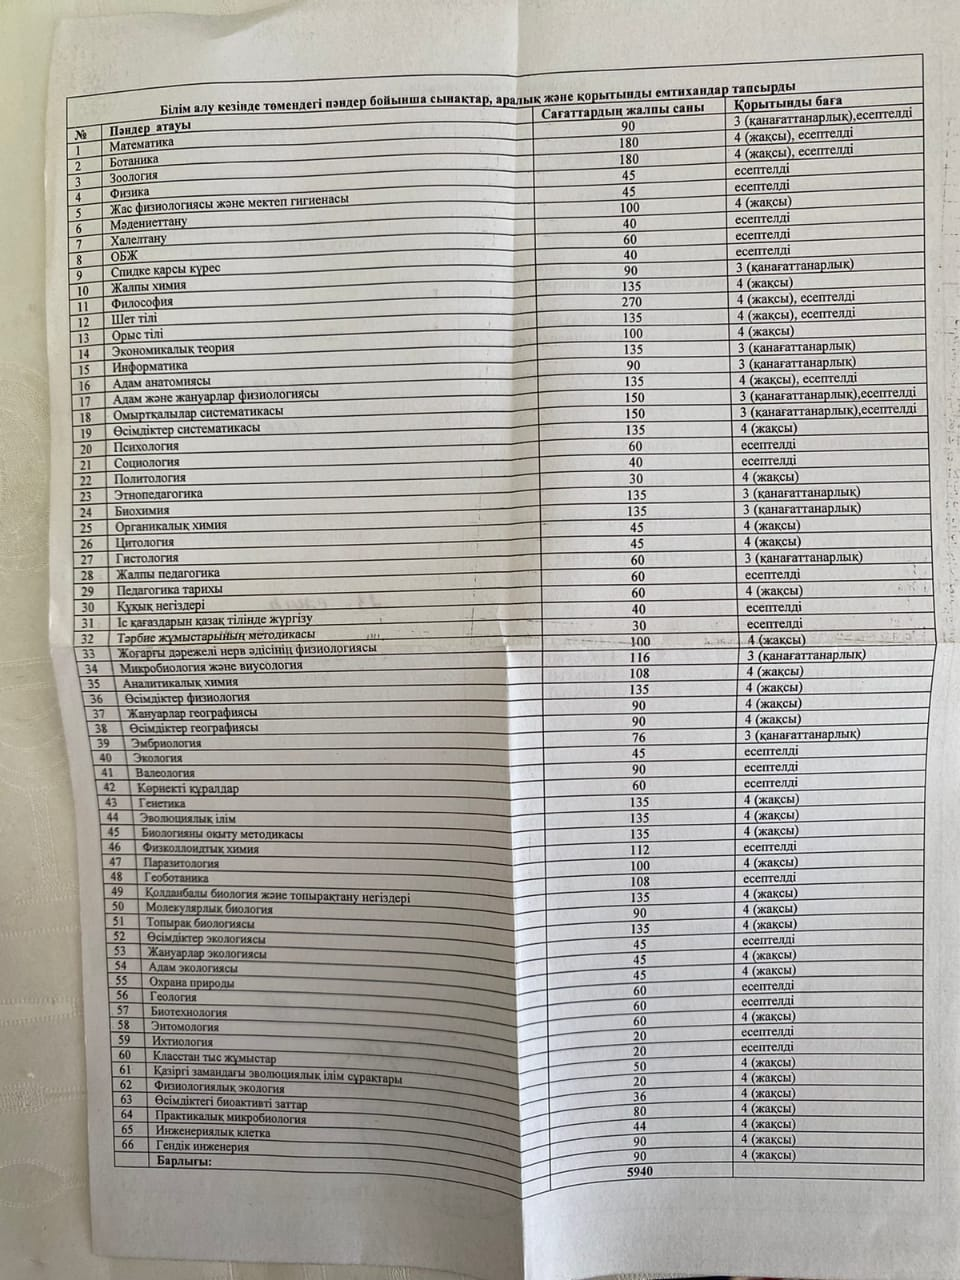 Білім алу кезінде төмендегі пәндер бойынша сынақтар, аралық және қорытынды емтихандар тапсырды
№ Пәндер атауы Сағаттардың жалпы саны Қорытынды баға
1 Математика 90 3 (қанағаттанарлық),есептелді
2 Ботаника 180 4 (жақсы), есептелді
3 Зоология 180 4 (жақсы), есептелді
4 Физика 45 есептелді
5 Жас физиологиясы және мектеп гигиенасы 45 есептелді
6 Мәдениеттану 100 4 (жақсы)
7 Халелтану 40 есептелді
8 ОБЖ 60 есептелді
9 Спидке қарсы күрес 40 есептелді
10 Жалпы химия 90 3 (қанағаттанарлық)
11 Философия 135 4 (жақсы)
12 Шет тілі 270 4 (жақсы), есептелді
13 Орыс тілі 135 4 (жақсы), есептелді
14 Экономикалық теория 100 4 (жақсы)
15 Информатика 135 3 (қанағаттанарлық)
16 Адам анатомиясы 90 3 (қанағаттанарлық)
17 Адам және жануарлар физиологиясы 135 4 (жақсы), есептелді
18 Омыртқалылар систематикасы 150 3 (қанағаттанарлық),есептелді
19 Өсімдіктер систематикасы 150 3 (қанағаттанарлық),есептелді
20 Психология 135 4 (жақсы)
21 Социология 60 есептелді
22 Политология 40 есептелді
23 Этнопедагогика 30 4 (жақсы)
24 Биохимия 135 3 (қанағаттанарлық)
25 Органикалық химия 135 3 (қанағаттанарлық)
26 Цитология 45 4 (жақсы)
27 Гистология 45 4 (жақсы)
28 Жалпы педагогика 60 3 (қанағаттанарлық)
29 Педагогика тарихы 60 есептелді
30 Құқық негіздері 60 4 (жақсы)
31 Іс қағаздарын қазақ тілінде жүргізу 40 есептелді
32 Тәрбие жұмыстарының методикасы 30 есептелді
33 Жоғарғы дәрежелі нерв әдісінің физиологиясы 100 4 (жақсы)
34 Микробиология және виусология 116 3 (қанағаттанарлық)
35 Аналитикалық химия 108 4 (жақсы)
36 Өсімдіктер физиология 135 4 (жақсы)
37 Жануарлар географиясы 90 4 (жақсы)
38 Өсімдіктер географиясы 90 4 (жақсы)
39 Эмбриология 76 3 (қанағаттанарлық)
40 Экология 45 есептелді
41 Валеология 90 есептелді
42 Көрнекті құралдар 60 есептелді
43 Генетика 135 4 (жақсы)
44 Эволюциялық ілім 135 4 (жақсы)
45 Биологияны оқыту методикасы 135 4 (жақсы)
46 Физколлоидтық химия 112 есептелді
47 Паразитология 100 4 (жақсы)
48 Геоботаника 108 есептелді
49 Қолданбалы биология және топырақтану негіздері 135 4 (жақсы)
50 Молекулярлық биология 90 4 (жақсы)
51 Топырақ биологиясы 135 4 (жақсы)
52 Өсімдіктер экологиясы 45 есептелді
53 Жануарлар экологиясы 45 4 (жақсы)
54 Адам экологиясы 45 4 (жақсы)
55 Охрана природы 60 есептелді
56 Геология 60 есептелді
57 Биотехнология 60 4 (жақсы)
58 Энтомология 20 есептелді
59 Ихтиология 20 есептелді
60 Класстан тыс жұмыстар 50 4 (жақсы)
61 Қазіргі замандағы эволюциялық ілім сұрақтары 20 4 (жақсы)
62 Физиологиялық экология 36 4 (жақсы)
63 Өсімдіктегі биоактивті заттар 80 4 (жақсы)
64 Практикалық микробиология 44 4 (жақсы)
65 Инженериялық клетка 90 4 (жақсы)
66 Гендік инженерия 90 4 (жақсы)
Барлығы: 5940